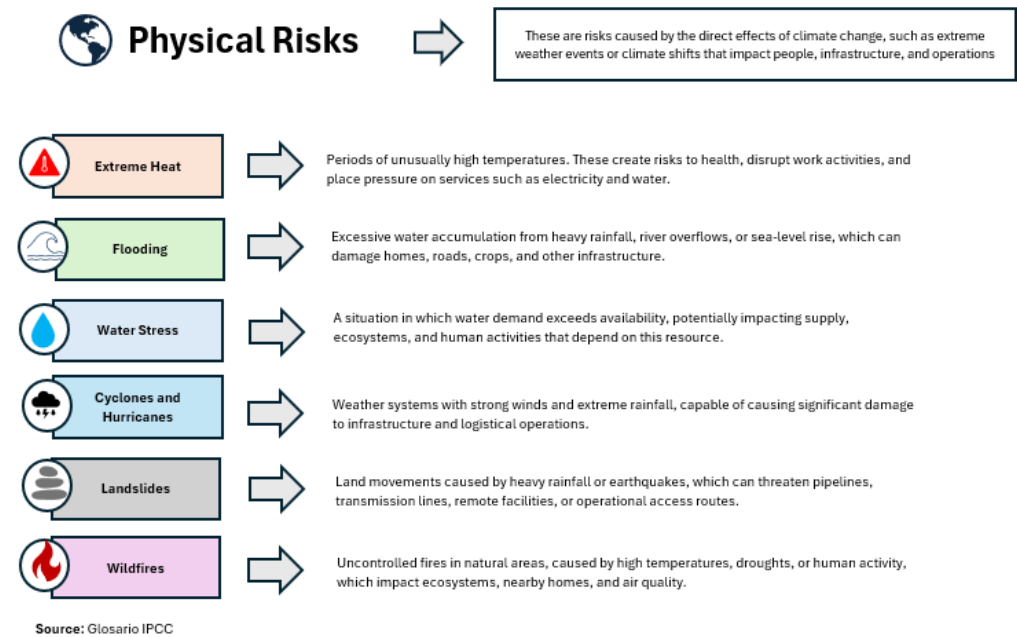 Physical Risks
These are risks caused by the direct effects of climate change, such as extreme
weather events or climate shifts that impact people, infrastructure, and operations
Extreme Heat
Periods of unusually high temperatures. These create risks to health, disrupt work activities, and
place pressure on services such as electricity and water.
Flooding
Excessive water accumulation from heavy rainfall, river overflows, or sea-level rise, which can
damage homes, roads, crops, and other infrastructure.
Water Stress
A situation in which water demand exceeds availability, potentially impacting supply,
ecosystems, and human activities that depend on this resource.
Cyclones and
Hurricanes
Weather systems with strong winds and extreme rainfall, capable of causing significant damage
to infrastructure and logistical operations.
Landslides
Land movements caused by heavy rainfall or earthquakes, which can threaten pipelines,
transmission lines, remote facilities, or operational access routes.
Wildfires
Uncontrolled fires in natural areas, caused by high temperatures, droughts, or human activity,
which impact ecosystems, nearby homes, and air quality.
Source: Glosario IPCC